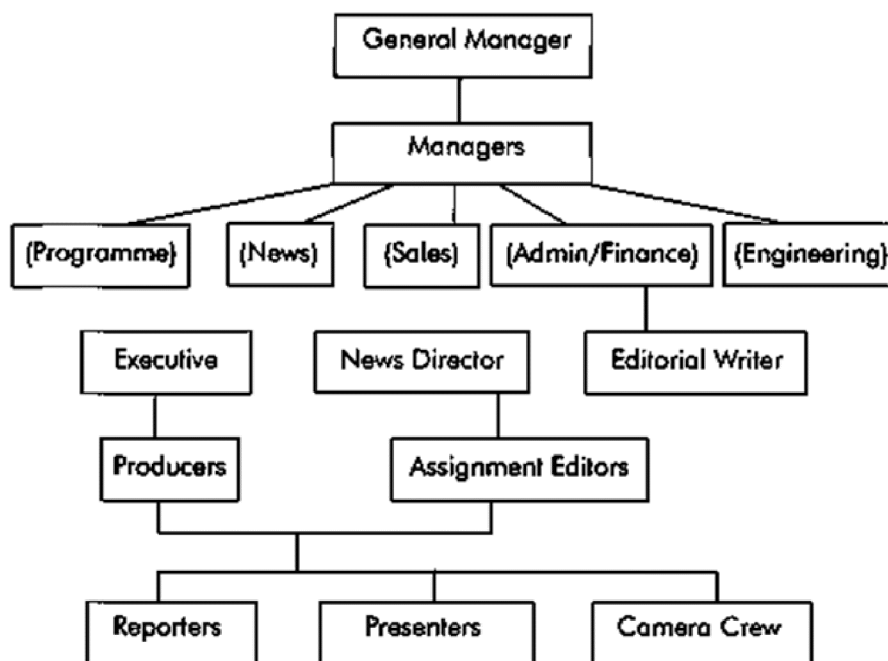 General Manager
Managers
(Programme)
(News)
(Sales)
(Admin/Finance)
(Engineering)
Executive
News Director
Editorial Writer
Producers
Assignment Editors
Reporters
Presenters
Camera Crew